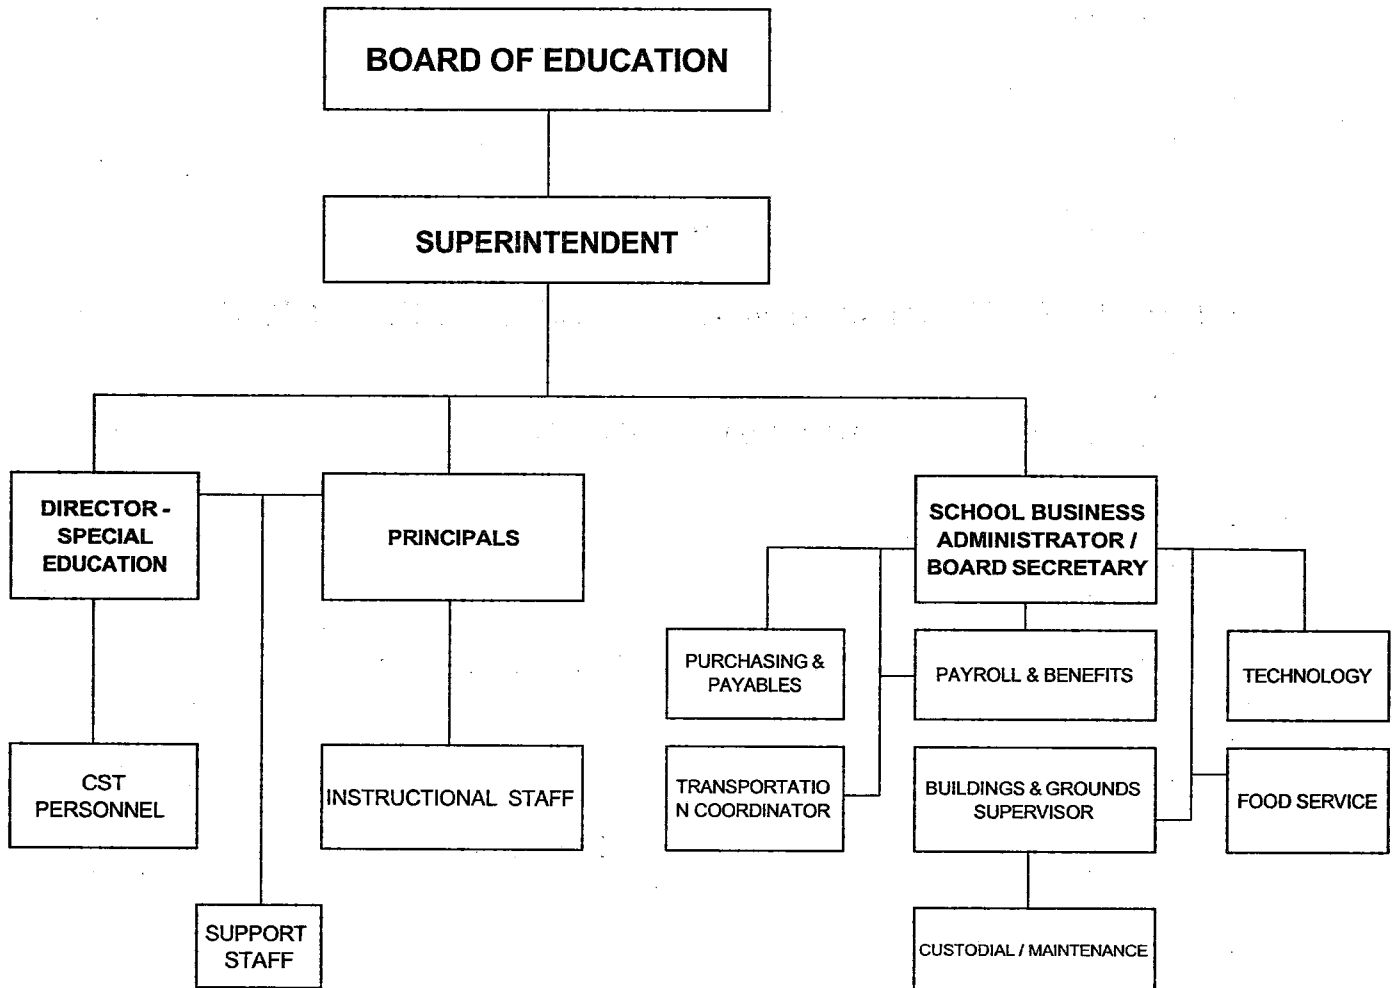 BOARD OF EDUCATION
SUPERINTENDENT
DIRECTOR -
SPECIAL
EDUCATION
PRINCIPALS
SCHOOL BUSINESS
ADMINISTRATOR /
BOARD SECRETARY
PURCHASING &
PAYABLES
PAYROLL & BENEFITS
TECHNOLOGY
CST
PERSONNEL
INSTRUCTIONAL STAFF
TRANSPORTATIO
N COORDINATOR
BUILDINGS & GROUNDS
SUPERVISOR
FOOD SERVICE
SUPPORT
STAFF
CUSTODIAL / MAINTENANCE